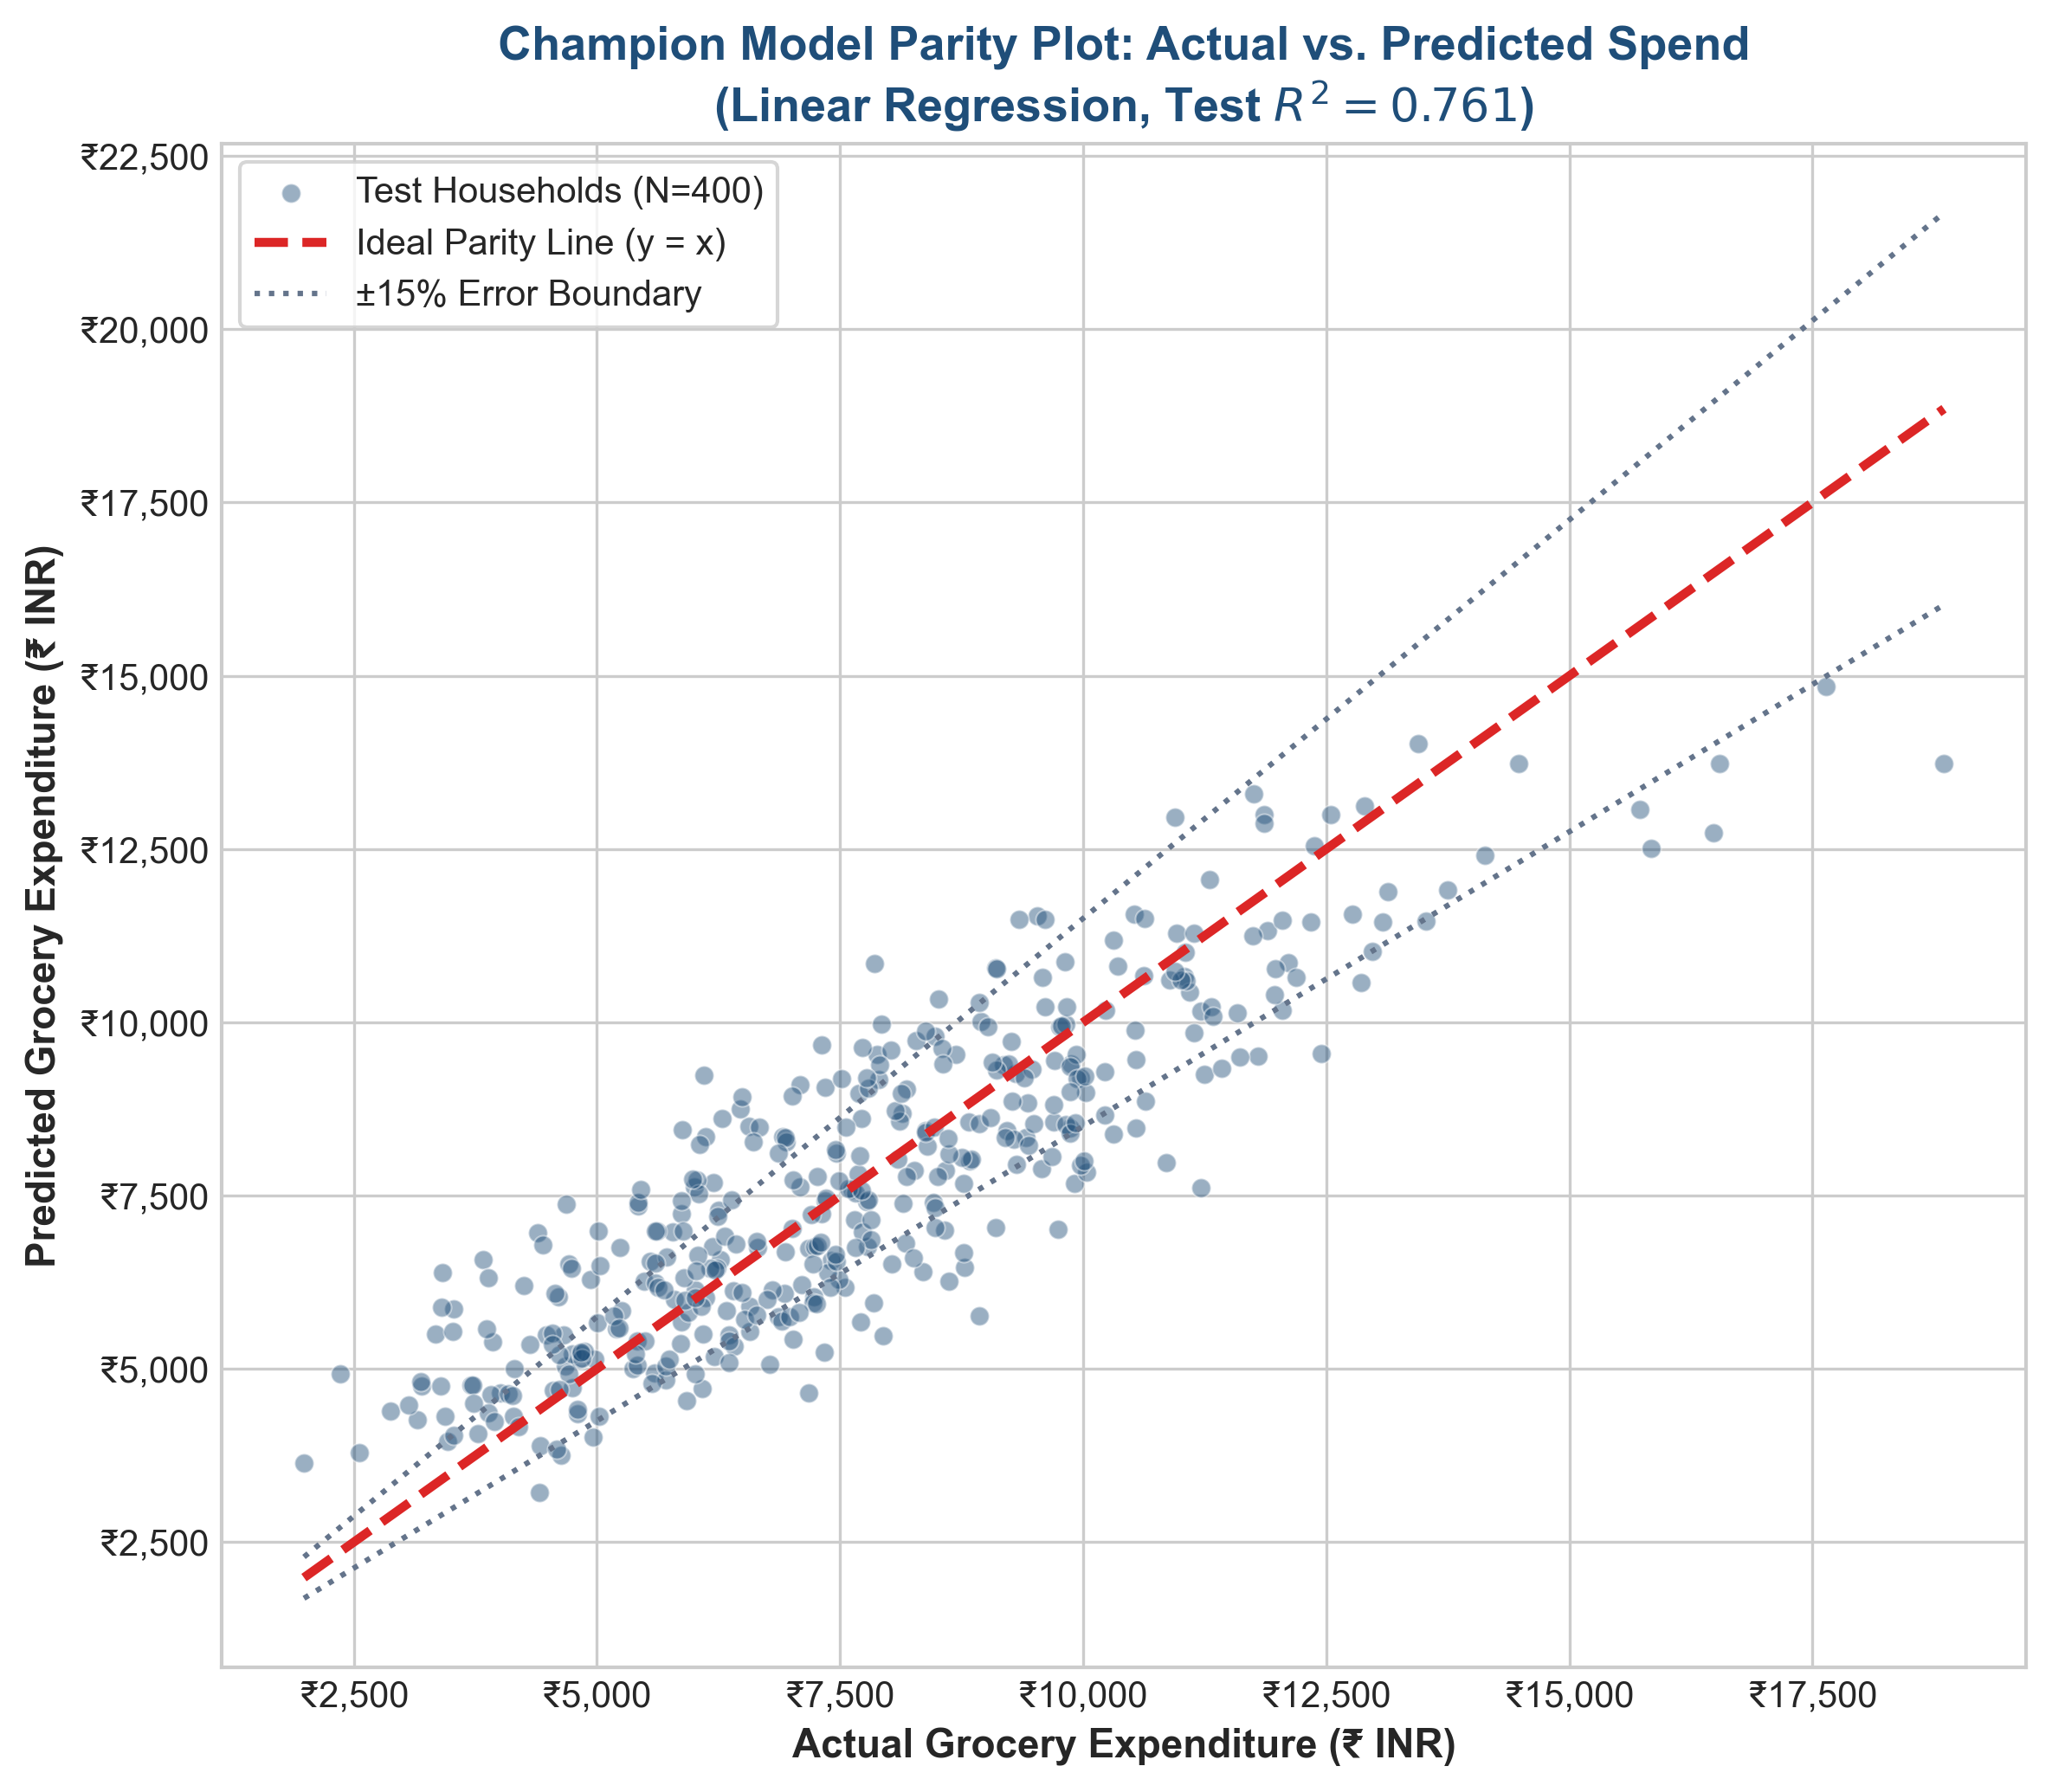 Champion Model Parity Plot: Actual vs. Predicted Spend
(Linear Regression, Test R² = 0.761)
Test Households (N=400)
Ideal Parity Line (y = x)
±15% Error Boundary
₹22,500
₹20,000
₹17,500
₹15,000
₹12,500
₹10,000
₹7,500
₹5,000
₹2,500
Predicted Grocery Expenditure (₹ INR)
₹2,500 ₹5,000 ₹7,500 ₹10,000 ₹12,500 ₹15,000 ₹17,500
Actual Grocery Expenditure (₹ INR)